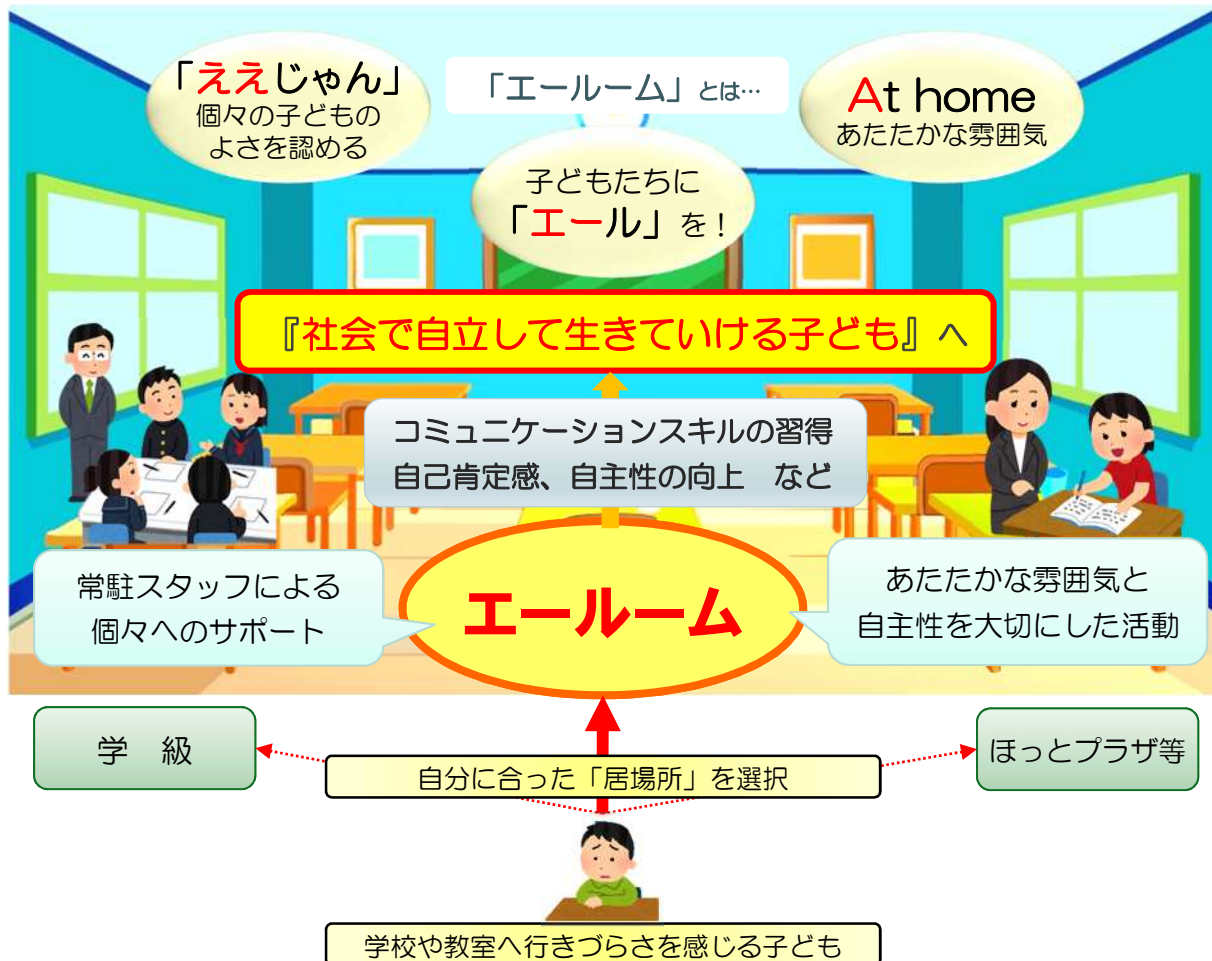 「エールーム」とは…
「ええじゃん」
個々の子どもの
よさを認める
At home
あたたかな雰囲気
子どもたちに
「エール」を！
『社会で自立して生きていける子ども』へ
コミュニケーションスキルの習得
自己肯定感、自主性の向上　など
常駐スタッフによる
個々へのサポート
エールーム
あたたかな雰囲気と
自主性を大切にした活動
学　級
自分に合った「居場所」を選択
ほっとプラザ等
学校や教室へ行きづらさを感じる子ども